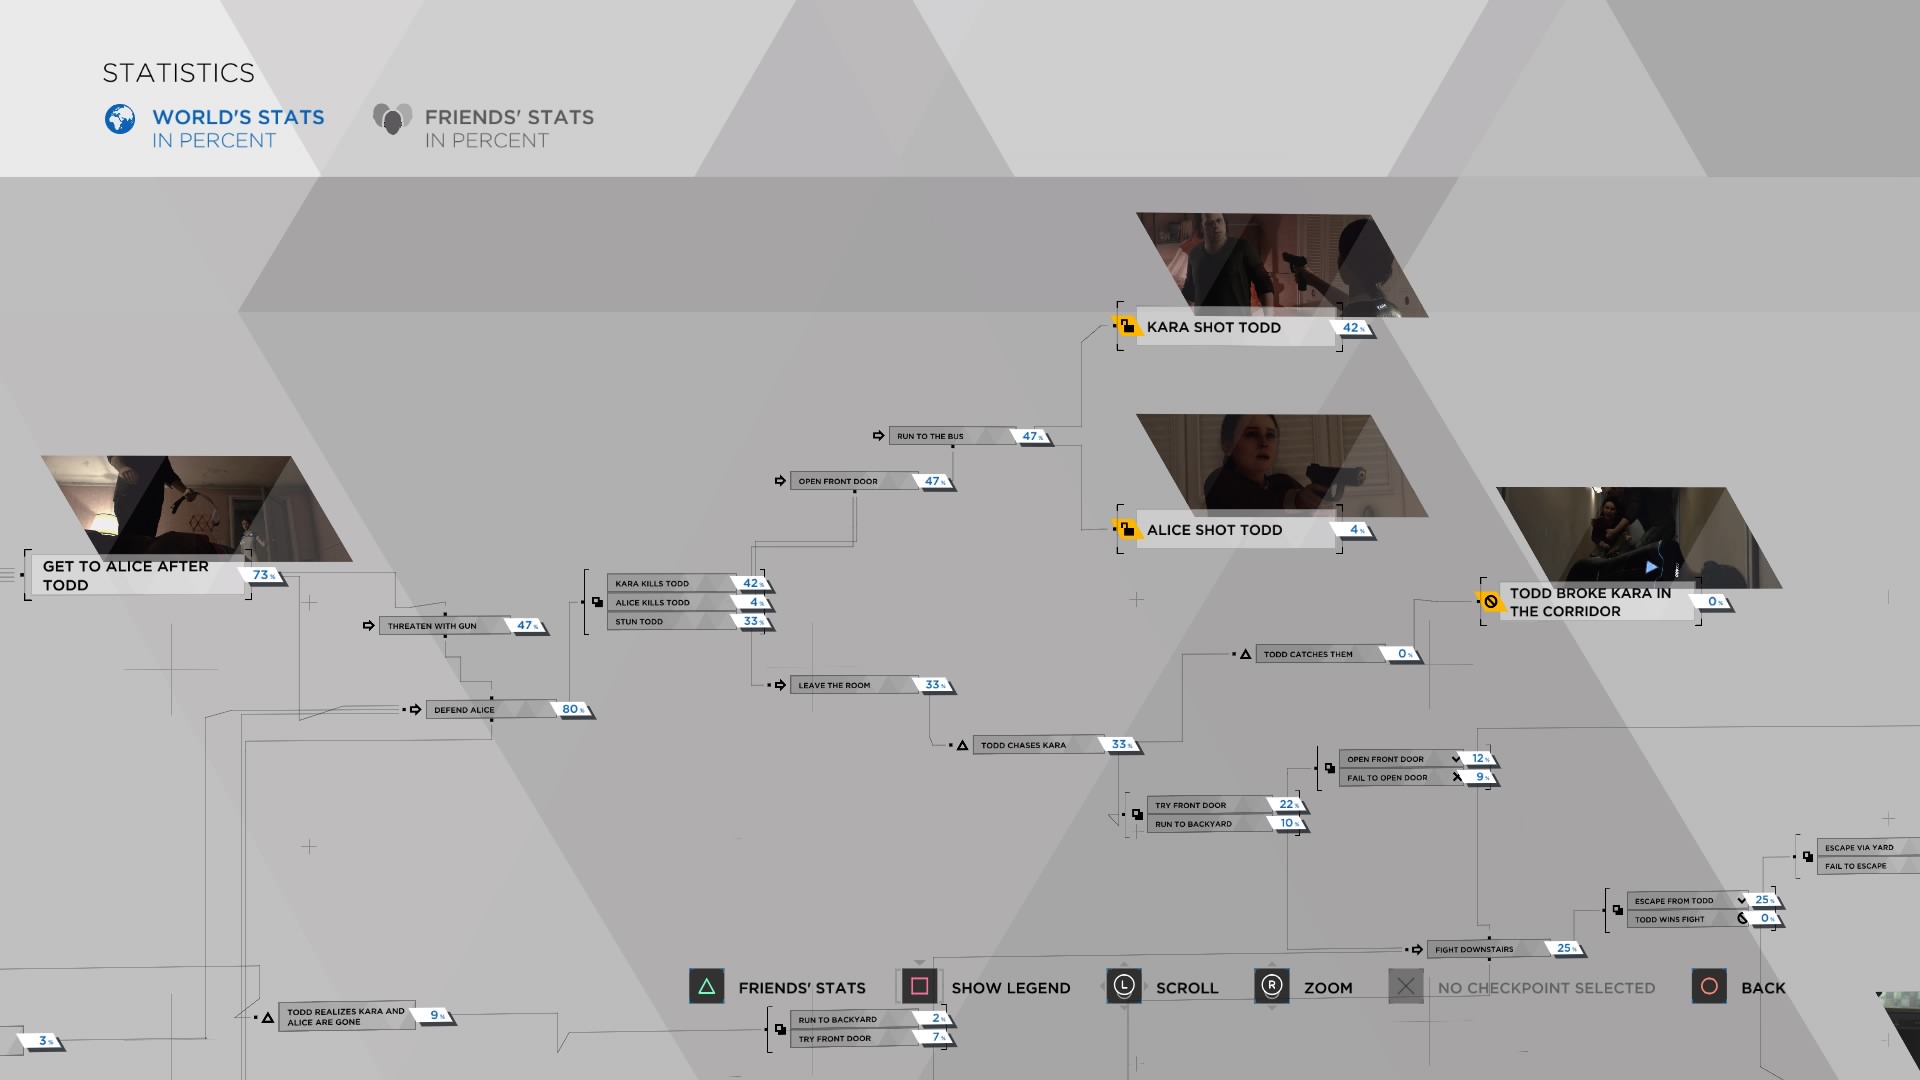 STATISTICS
WORLD'S STATS
IN PERCENT
FRIENDS' STATS
IN PERCENT
KARA SHOT TODD
42%
RUN TO THE BUS
47%
OPEN FRONT DOOR
47%
ALICE SHOT TODD
4%
GET TO ALICE AFTER
TODD
73%
KARA KILLS TODD
42%
ALICE KILLS TODD
4%
STUN TODD
33%
TODD BROKE KARA IN
THE CORRIDOR
0%
THREATEN WITH GUN
47%
TODD CATCHES THEM
0%
LEAVE THE ROOM
33%
DEFEND ALICE
80%
TODD CHASES KARA
33%
OPEN FRONT DOOR
12%
FAIL TO OPEN DOOR
9%
TRY FRONT DOOR
22%
RUN TO BACKYARD
10%
ESCAPE VIA YARD
FAIL TO ESCAPE
ESCAPE FROM TODD
25%
TODD WINS FIGHT
0%
FIGHT DOWNSTAIRS
25%
FRIENDS' STATS
SHOW LEGEND
L
SCROLL
R
ZOOM
NO CHECKPOINT SELECTED
BACK
TODD REALIZES KARA AND
ALICE ARE GONE
9%
RUN TO BACKYARD
2%
TRY FRONT DOOR
7%
3%